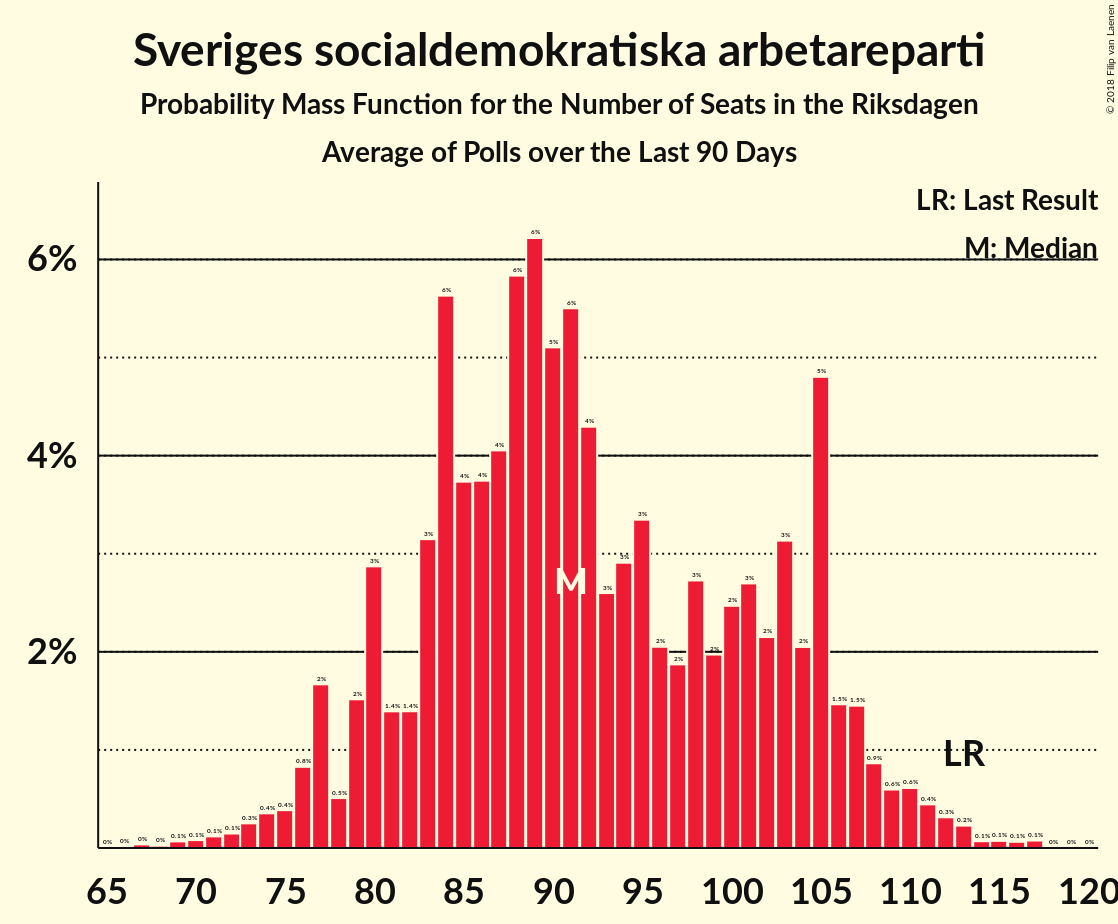 Sveriges socialdemokratiska arbetareparti
Probability Mass Function for the Number of Seats in the Riksdagen
Average of Polls over the Last 90 Days
© 2018 Filip van Laenen
LR: Last Result
M: Median
6%
4%
2%
0% 0% 0% 0% 0.1% 0.1% 0.1% 0.1% 0.3% 0.4% 0.4% 0.8% 2% 0.5% 2% 3% 1.4% 1.4% 3% 6% 4% 4% 4% 6% 6% 5% 6% 4% 3% 3% 3% 2% 2% 3% 2% 2% 3% 2% 3% 2% 5% 1.5% 1.5% 0.9% 0.6% 0.6% 0.4% 0.3% 0.2% 0.1% 0.1% 0.1% 0.1% 0% 0% 0%
M
LR
65 70 75 80 85 90 95 100 105 110 115 120